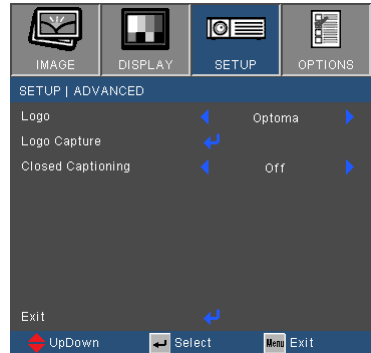 IMAGE DISPLAY SETUP OPTIONS
SETUP | ADVANCED
Logo Optoma
Logo Capture
Closed Captioning Off
Exit
UpDown Select Menu Exit